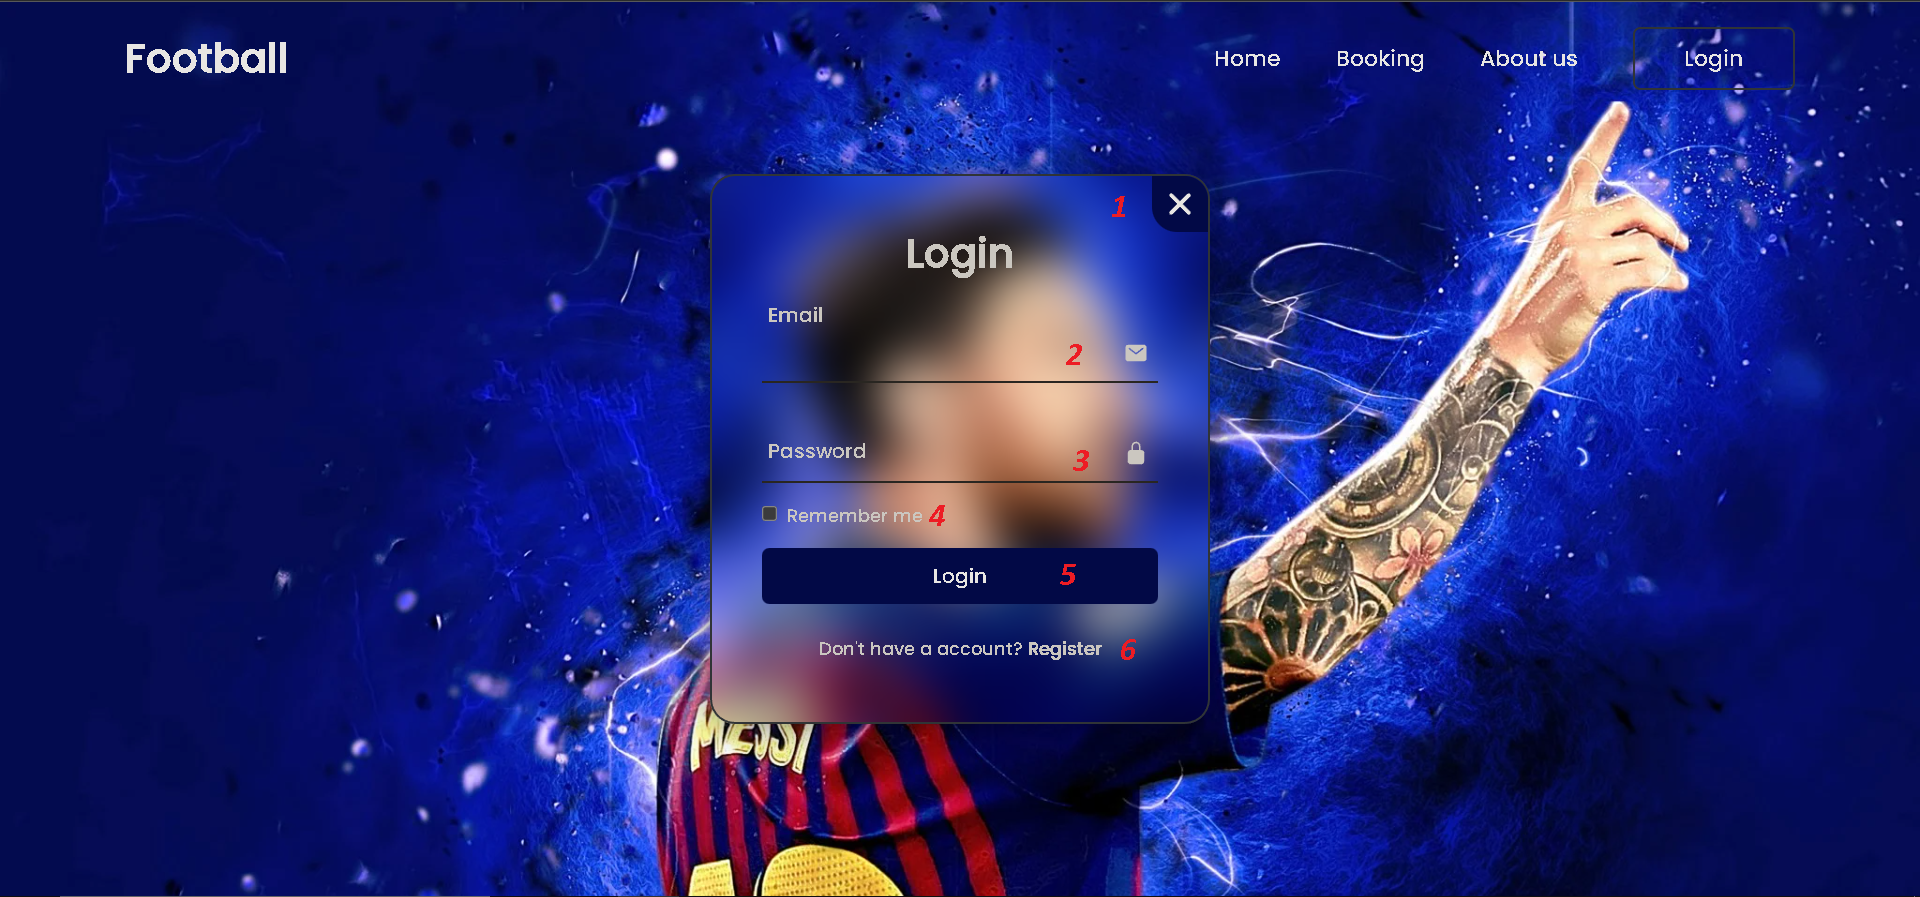 Football
Home Booking About us Login
1
Login
Email
2
Password
3
Remember me 4
Login 5
Don't have a account? Register 6
MESSI
10